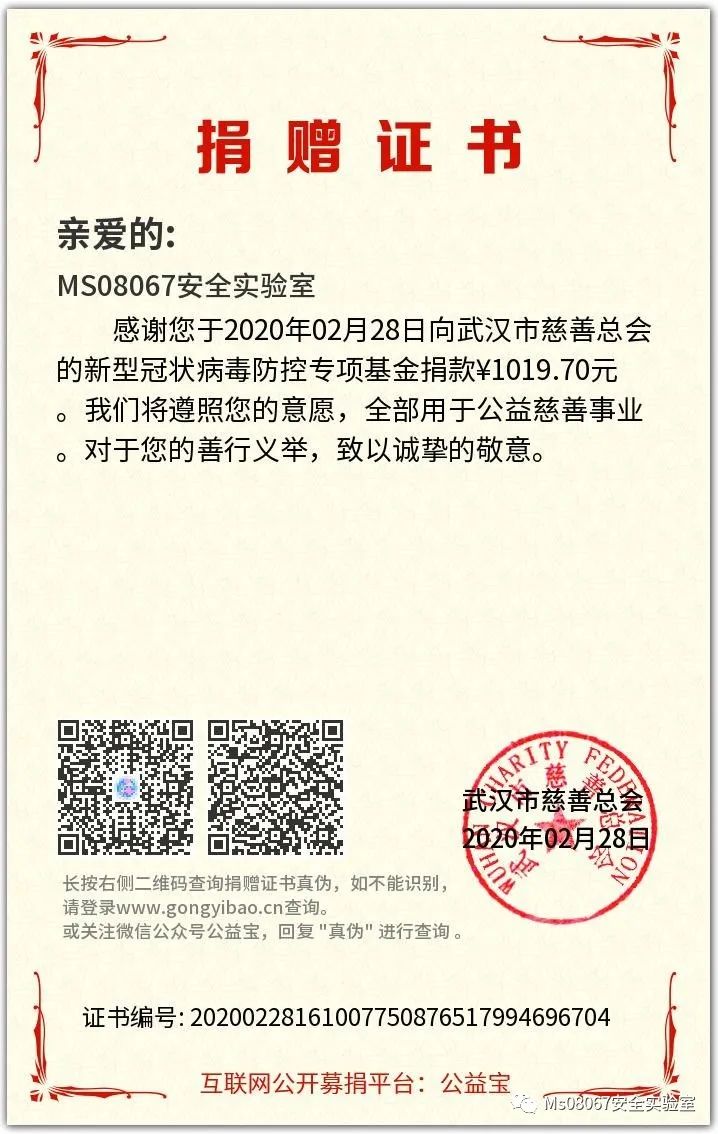 捐赠证书
亲爱的:
MS08067安全实验室
感谢您于2020年02月28日向武汉市慈善总会
的新型冠状病毒防控专项基金捐款¥1019.70元
。我们将遵照您的意愿，全部用于公益慈善事业
。对于您的善行义举，致以诚挚的敬意。
WUHAN CHARITY FEDERATION
武汉市慈善总会
武汉市慈善总会
2020年02月28日
长按右侧二维码查询捐赠证书真伪，如不能识别，
请登录www.gongyibao.cn查询。
或关注微信公众号公益宝，回复 "真伪" 进行查询 。
证书编号: 20200228161007750876517994696704
互联网公开募捐平台：公益宝
Ms08067安全实验室